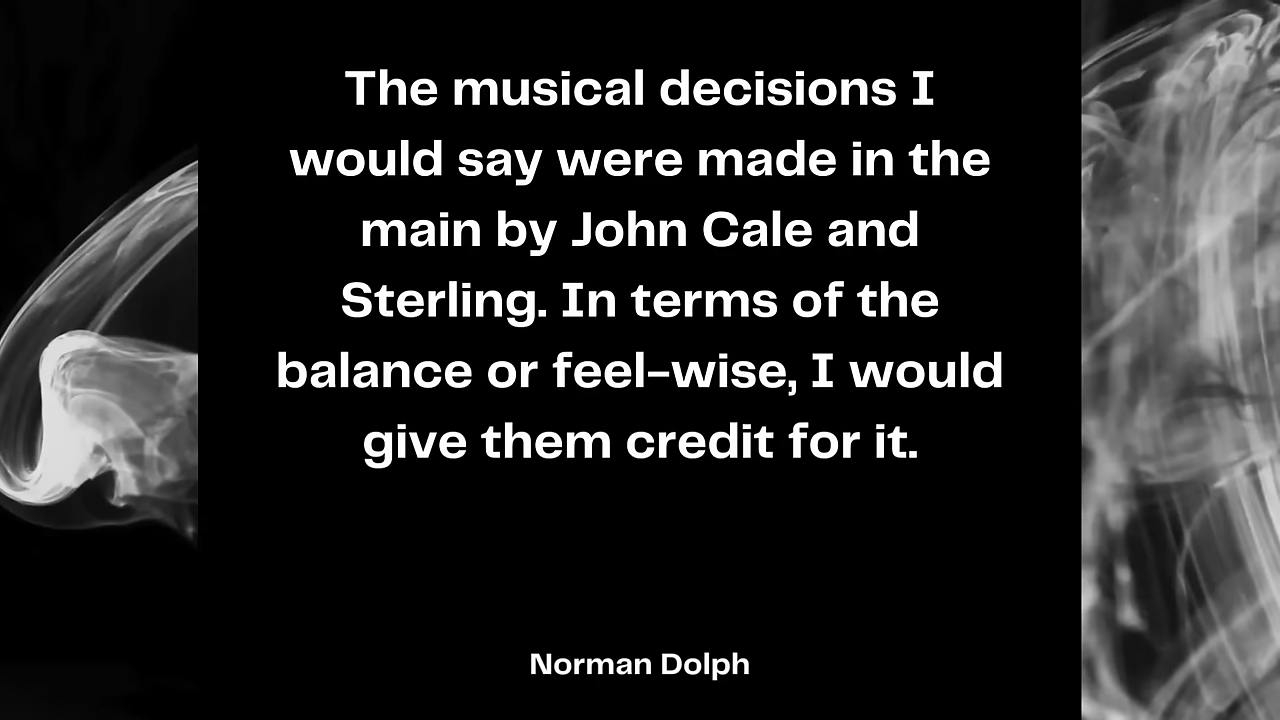 The musical decisions I
would say were made in the
main by John Cale and
Sterling. In terms of the
balance or feel–wise, I would
give them credit for it.
Norman Dolph